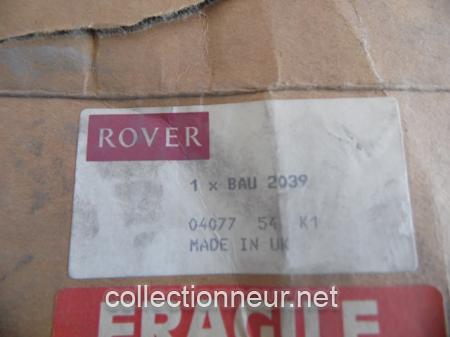 ROVER
1 x BAU 2039
04077 54 K1
MADE IN UK
collectionneur.net
FRAGILE